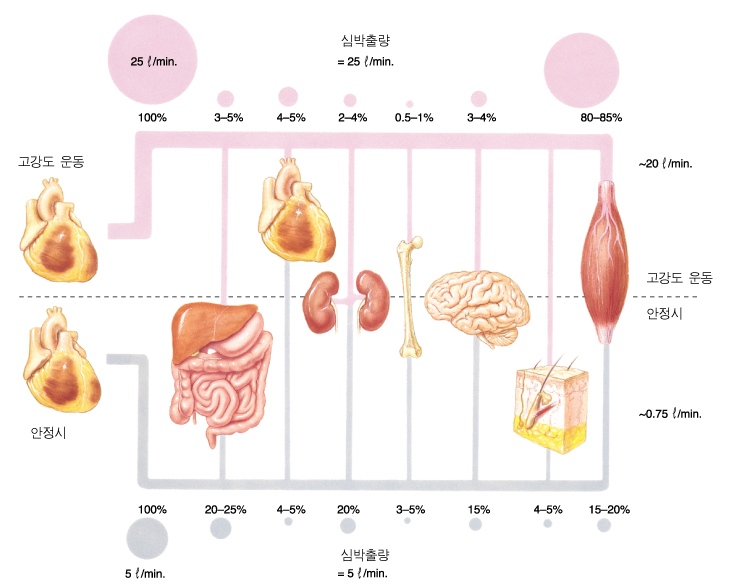 심박출량
25 ℓ/min.
= 25 ℓ/min.
100%
3–5%
4–5%
2–4%
0.5–1%
3–4%
80–85%
고강도 운동
~20 ℓ/min.
고강도 운동
안정시
~0.75 ℓ/min.
안정시
100%
20–25%
4–5%
20%
3–5%
15%
4–5%
15–20%
심박출량
5 ℓ/min.
= 5 ℓ/min.